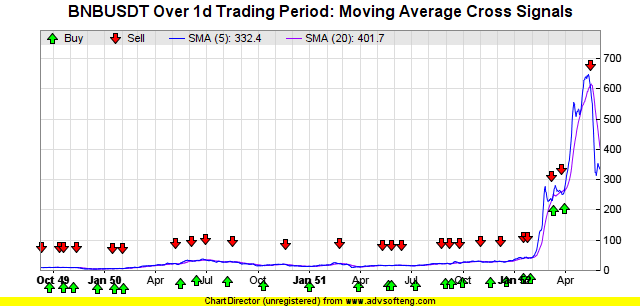 BNBUSDT Over 1d Trading Period: Moving Average Cross Signals
Buy Sell SMA (5): 332.4 SMA (20): 401.7
700
600
500
400
300
200
100
0
Oct 49 Jan 50 Apr Jul Oct Jan 51 Apr Jul Oct Jan 52 Apr
ChartDirector (unregistered) from www.advsofteng.com